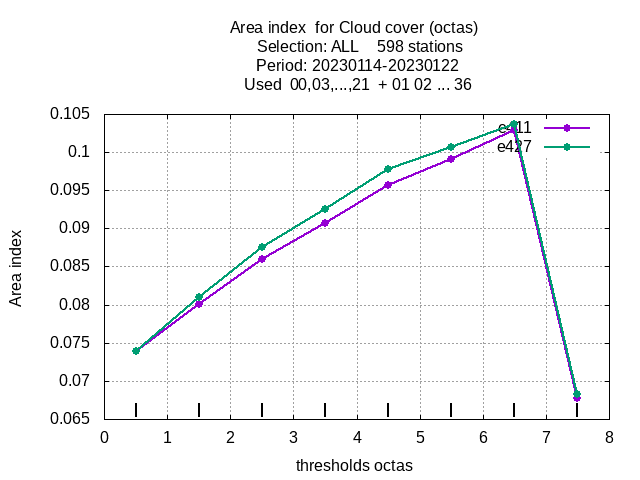 Area index  for Cloud cover (octas)
Selection: ALL    598 stations
Period: 20230114-20230122
Used  00,03,...,21  + 01 02 ... 36
0.105
0.1
0.095
0.09
0.085
0.08
0.075
0.07
0.065
Area index
e411
e427
0 1 2 3 4 5 6 7 8
thresholds octas